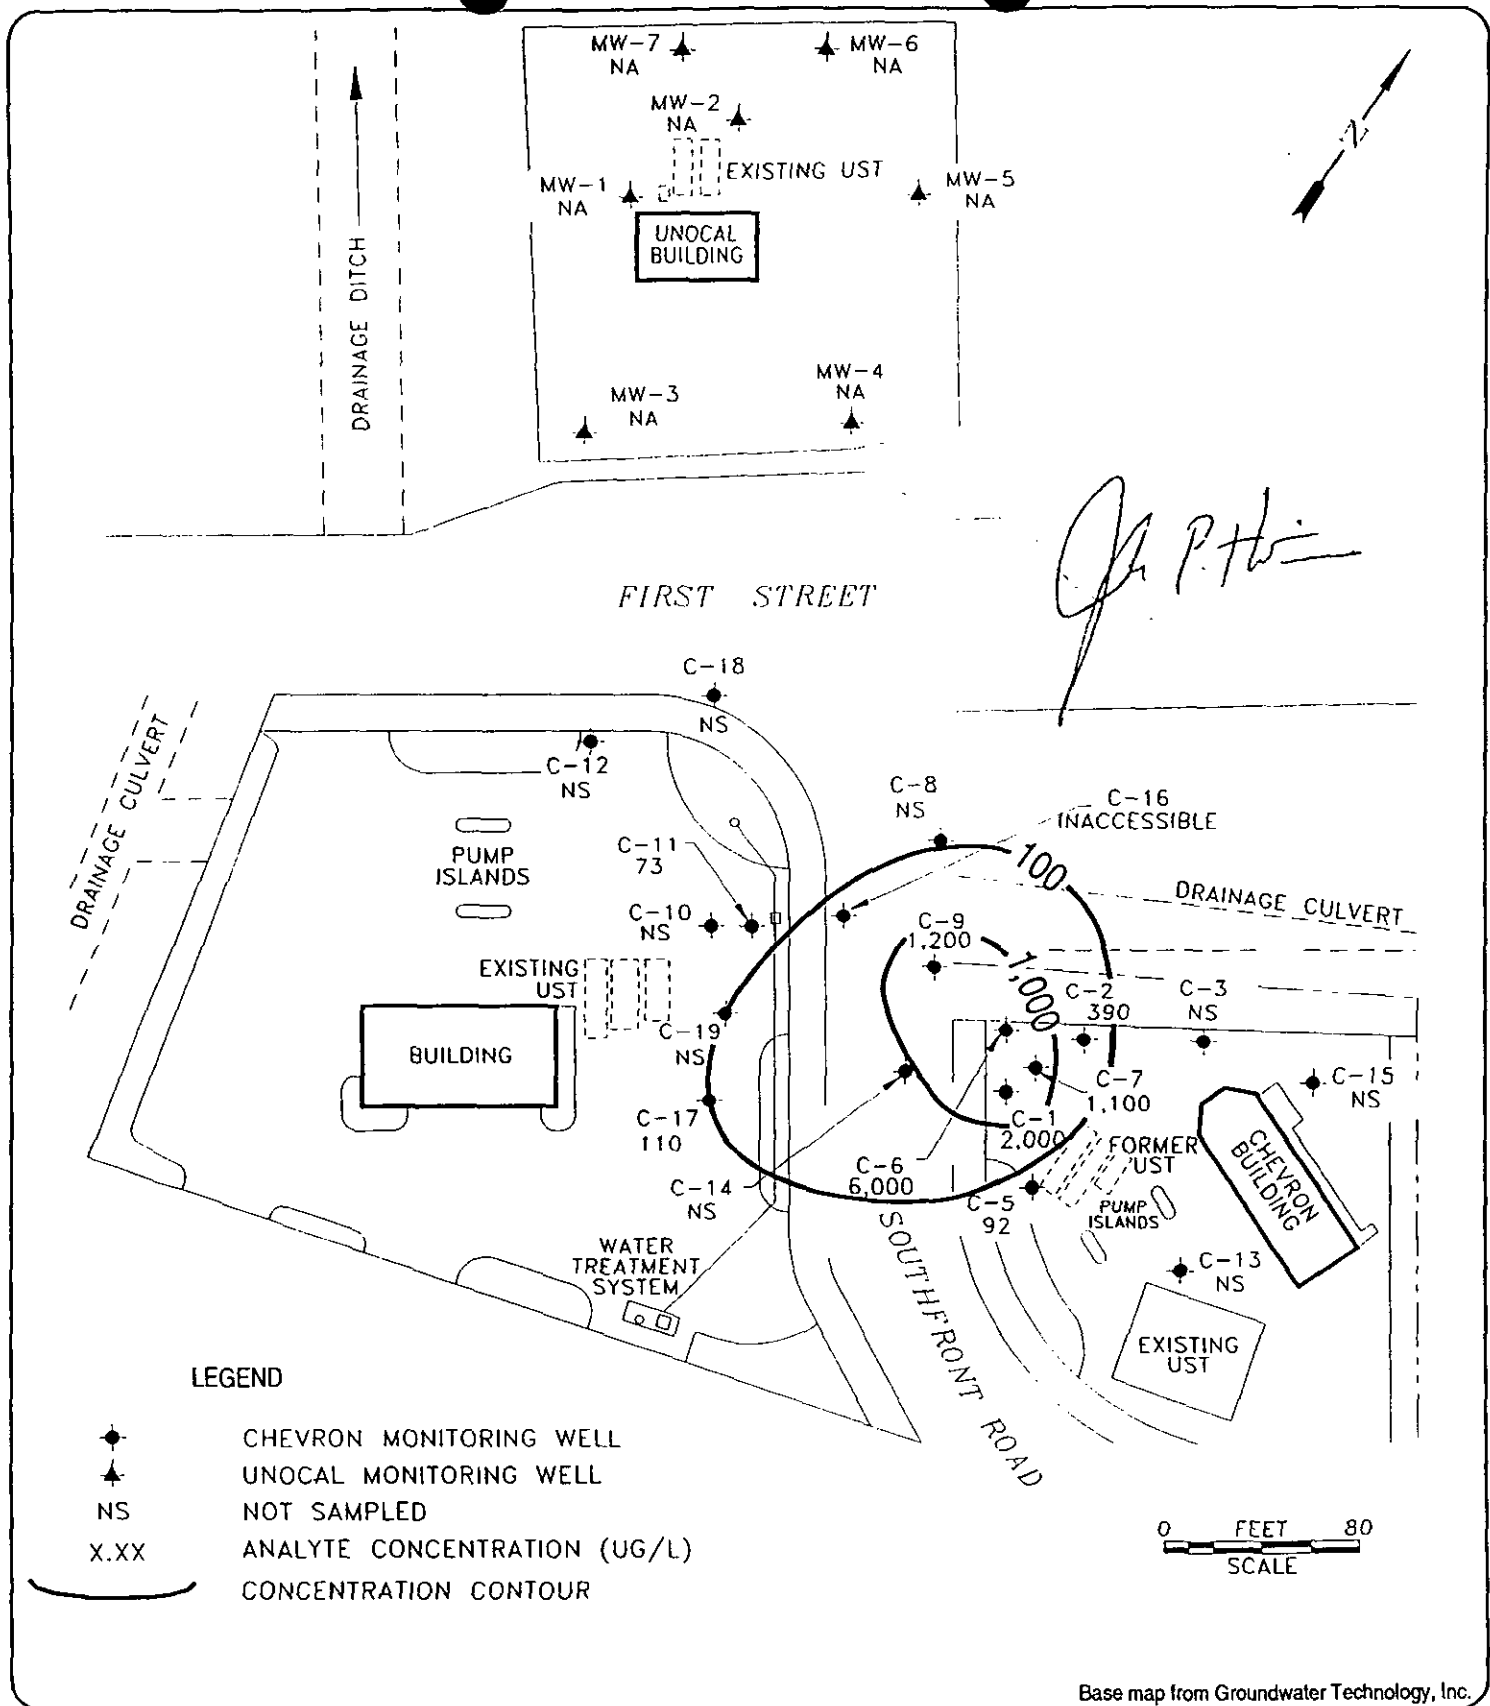 MW-7
NA
MW-6
NA
MW-2
NA
N
EXISTING UST
MW-1
NA
MW-5
NA
UNOCAL
BUILDING
DRAINAGE DITCH
MW-3
NA
MW-4
NA
FIRST STREET
C-18
NS
DRAINAGE CULVERT
C-12
NS
C-8
NS
C-16
INACCESSIBLE
PUMP
ISLANDS
C-11
73
100
DRAINAGE CULVERT
C-10
NS
C-9
1,200
EXISTING
UST
1,000
C-2
390
C-3
NS
C-19
NS
BUILDING
C-17
110
C-7
1,100
C-15
NS
C-1
2,000
FORMER
UST
CHEVRON
BUILDING
C-6
6,000
C-14
NS
C-5
92
PUMP
ISLANDS
WATER
TREATMENT
SYSTEM
SOUTHFRONT ROAD
C-13
NS
EXISTING
UST
LEGEND
CHEVRON MONITORING WELL
UNOCAL MONITORING WELL
NS NOT SAMPLED
X.XX ANALYTE CONCENTRATION (UG/L)
CONCENTRATION CONTOUR
0 FEET 80
SCALE
Base map from Groundwater Technology, Inc.